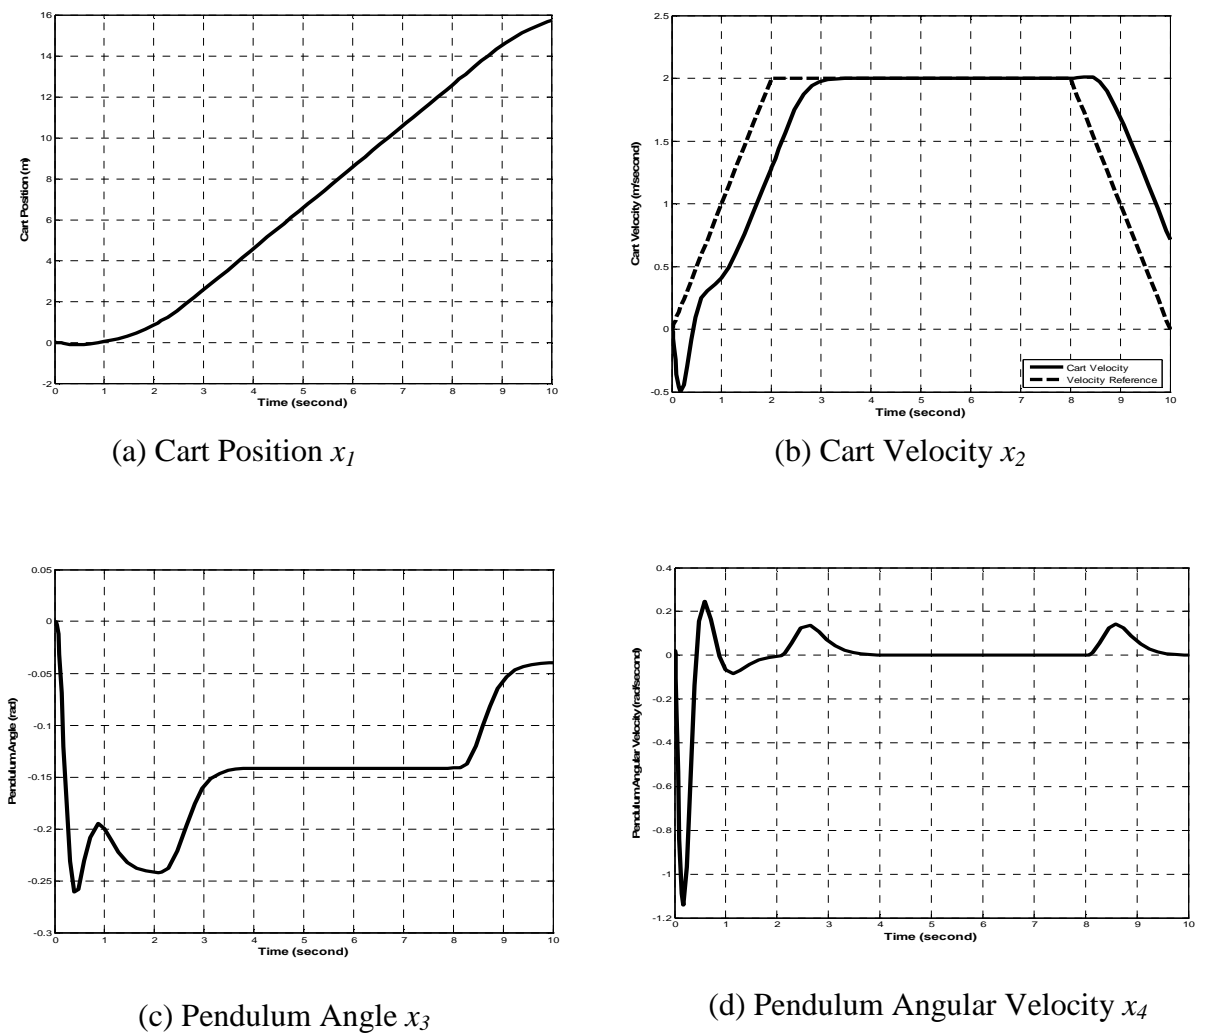 16
14
12
10
8
6
4
2
0
-2
Cart Position (m)
0 1 2 3 4 5 6 7 8 9 10
Time (second)
(a) Cart Position x1
2.5
2
1.5
1
0.5
0
-0.5
Cart Velocity (m/second)
Cart Velocity
Velocity Reference
0 1 2 3 4 5 6 7 8 9 10
Time (second)
(b) Cart Velocity x2
0.05
0
-0.05
-0.1
-0.15
-0.2
-0.25
-0.3
Pendulum Angle (rad)
0 1 2 3 4 5 6 7 8 9 10
Time (second)
(c) Pendulum Angle x3
0.4
0.2
0
-0.2
-0.4
-0.6
-0.8
-1
-1.2
Pendulum Angular Velocity (rad/second)
0 1 2 3 4 5 6 7 8 9 10
Time (second)
(d) Pendulum Angular Velocity x4